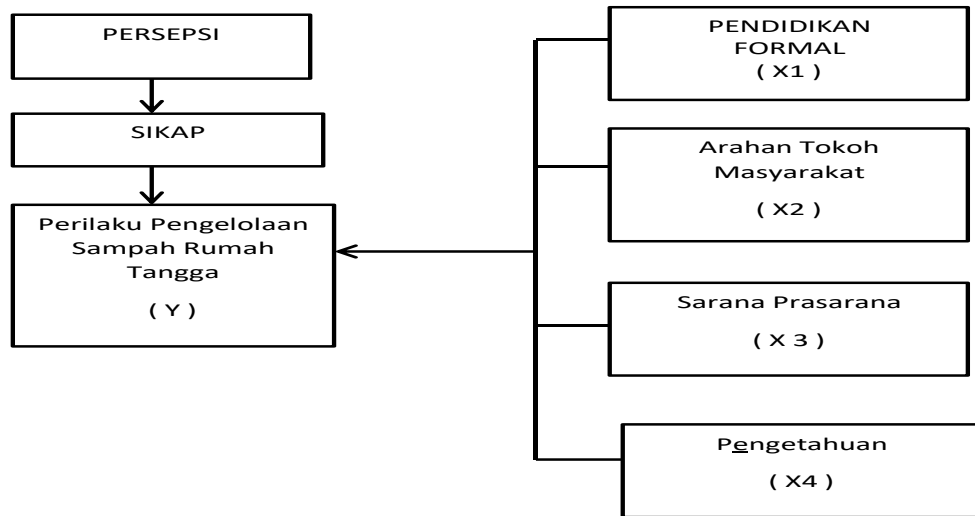 PERSEPSI
SIKAP
Perilaku Pengelolaan
Sampah Rumah
Tangga
( Y )
PENDIDIKAN
FORMAL
( X1 )
Arahan Tokoh
Masyarakat
( X2 )
Sarana Prasarana
( X 3 )
Pengetahuan
( X4 )